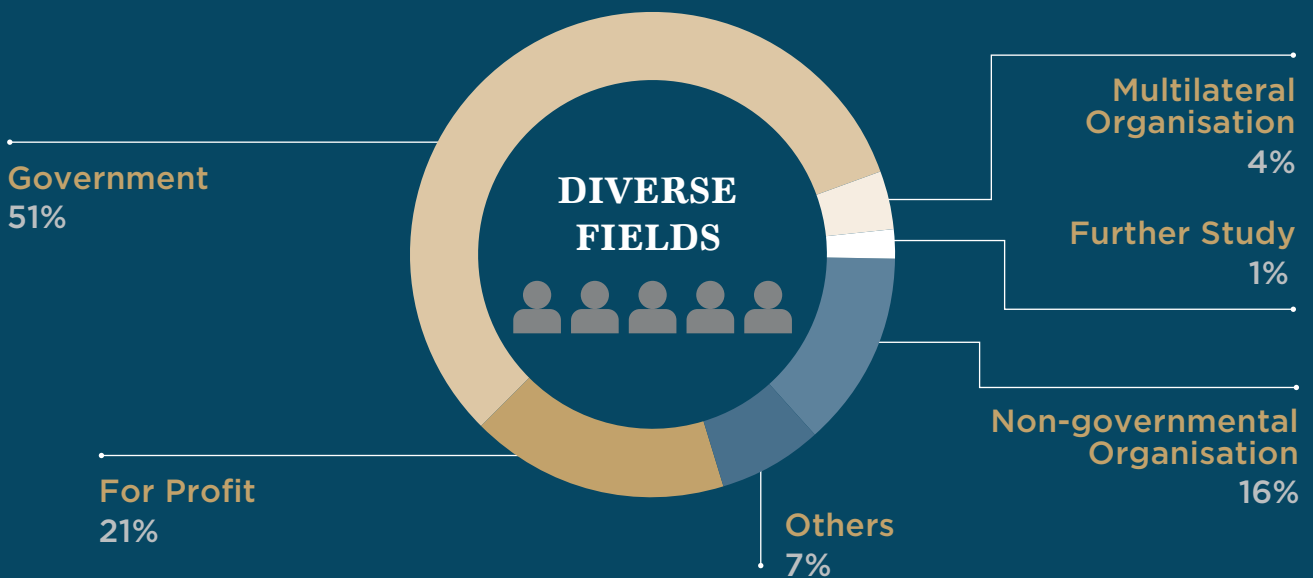 DIVERSE
FIELDS
Government
51%
For Profit
21%
Multilateral
Organisation
4%
Further Study
1%
Non-governmental
Organisation
16%
Others
7%